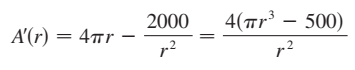 A′(r) = 4πr − 2000/r² = 4(πr³ − 500)/r²